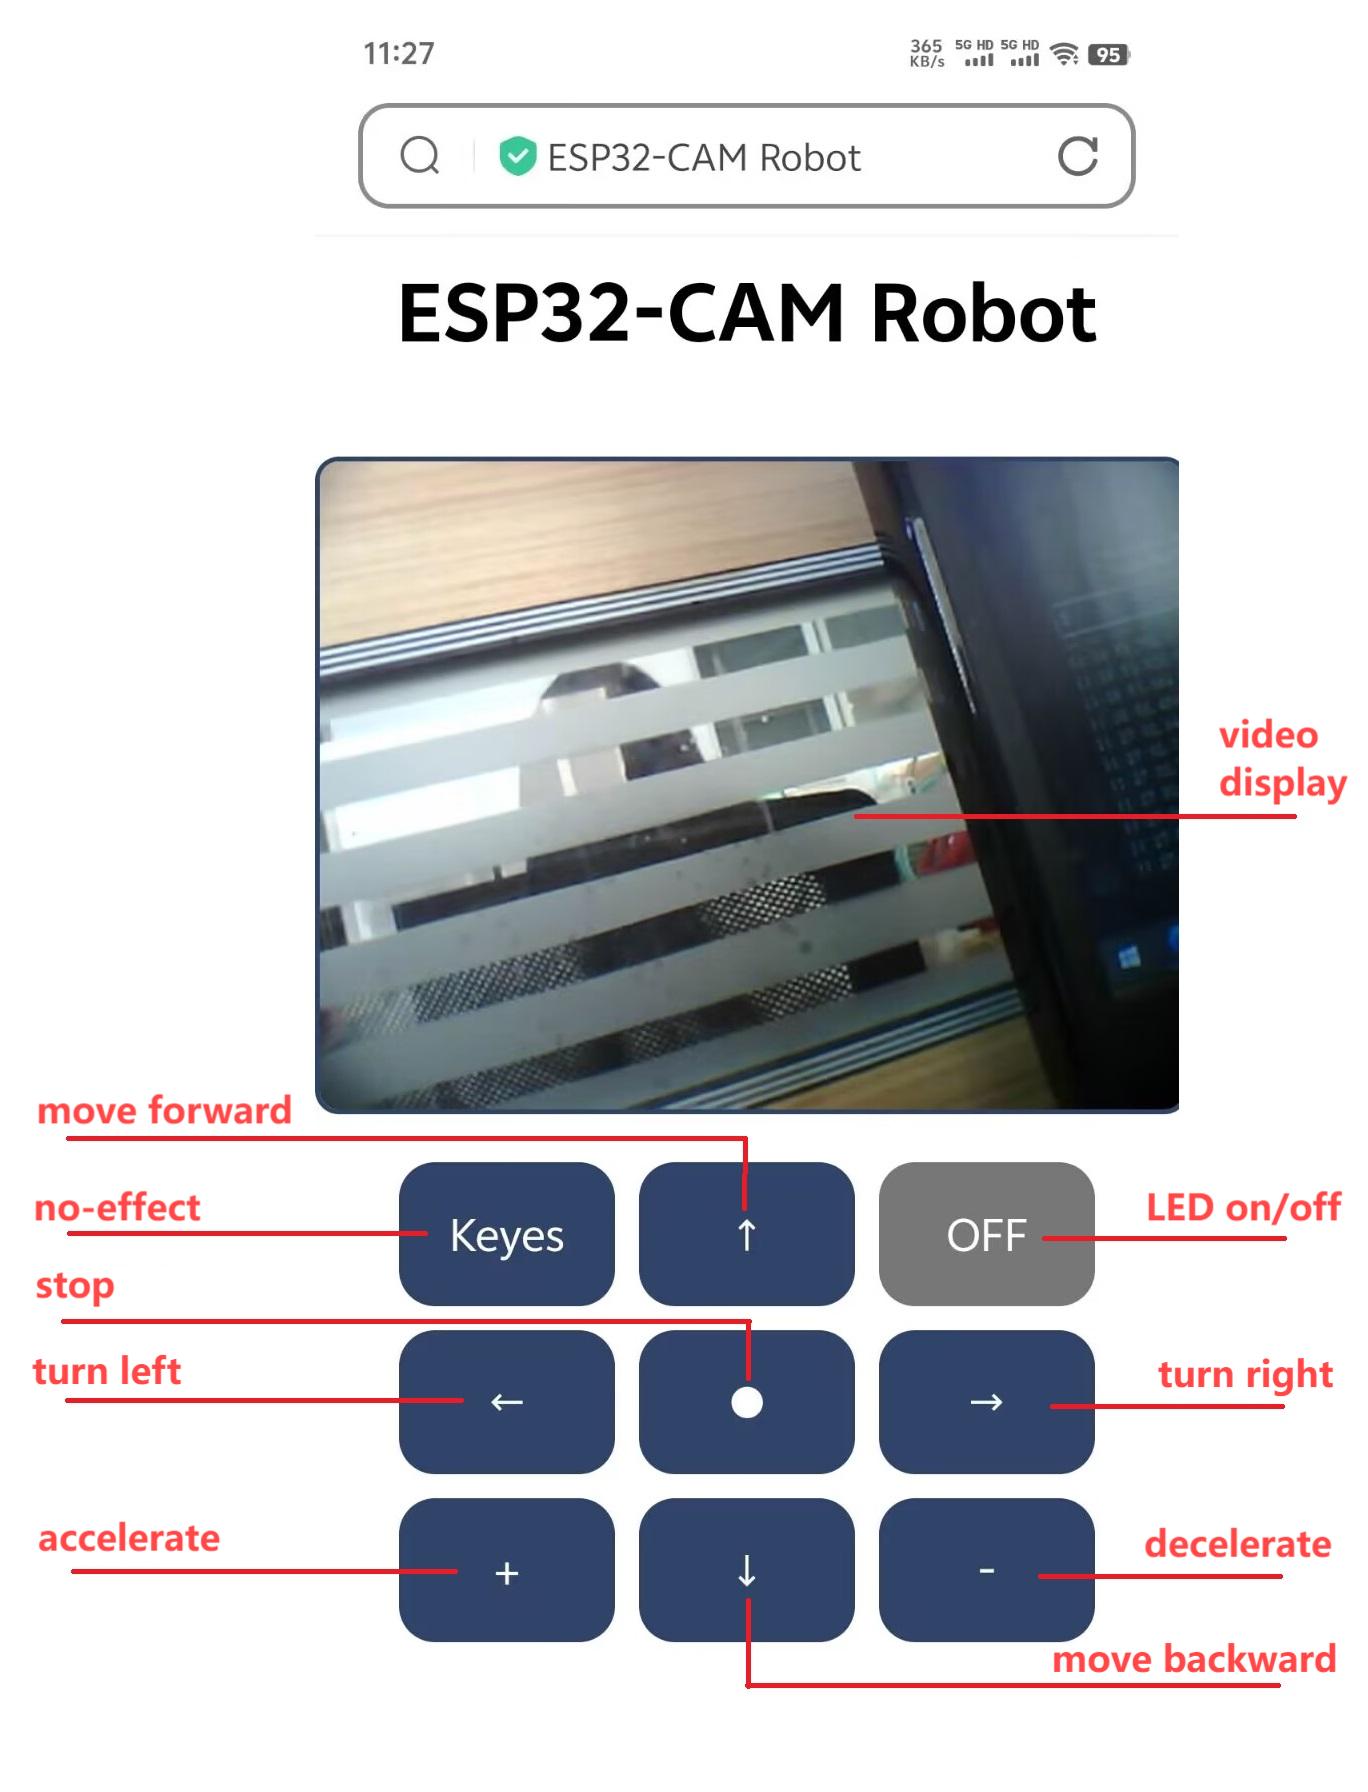 11:27
365 KB/s 5G HD 5G HD 95
ESP32-CAM Robot
ESP32-CAM Robot
video
display
move forward
no-effect
Keyes
↑
OFF
LED on/off
stop
turn left
←
●
→
turn right
accelerate
+
↓
-
decelerate
move backward